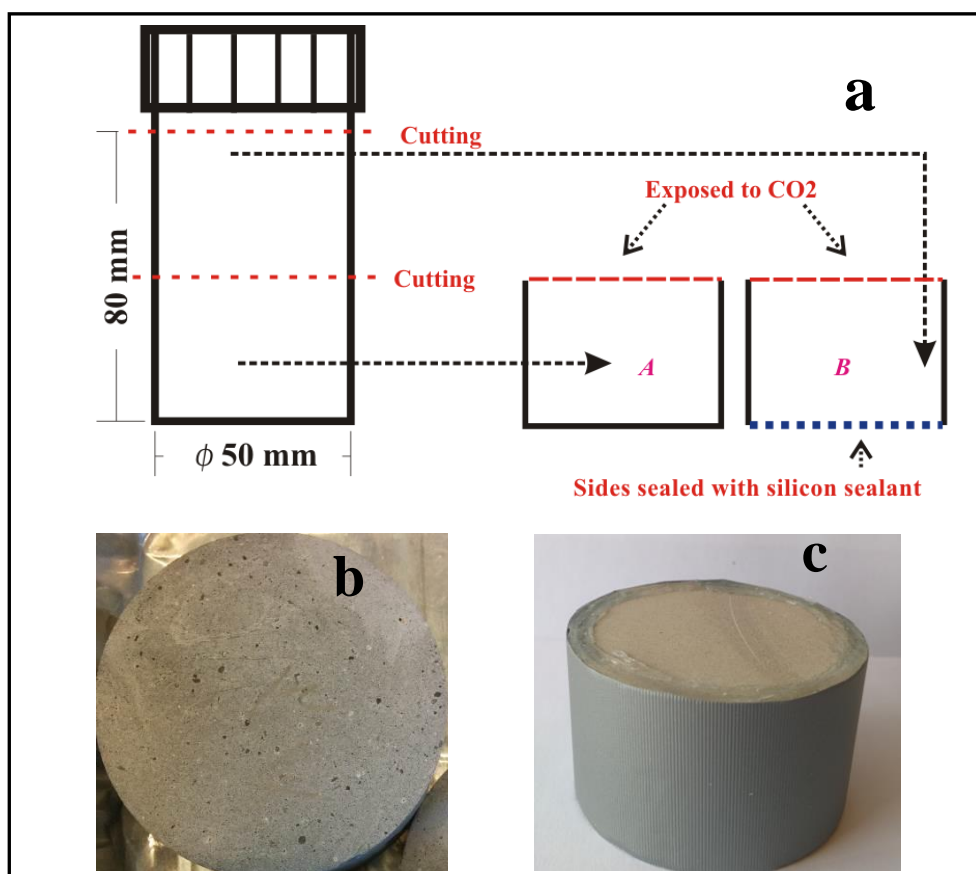 a
Cutting
Exposed to CO2
Cutting
80 mm
A
B
ϕ 50 mm
Sides sealed with silicon sealant
b
c